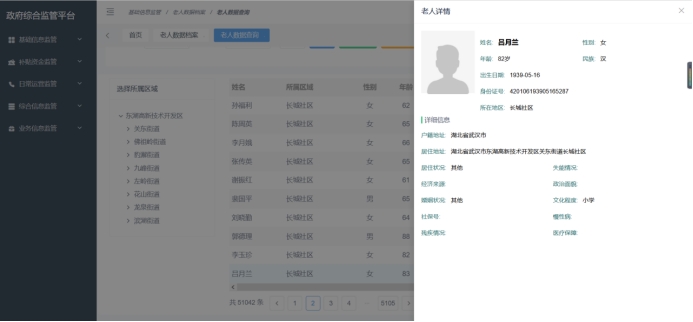 政府综合监管平台
基础信息监管 / 老人数据档案 / 老人数据查询
老人详情
首页
老人数据档案
老人数据查询
基础信息监管
补贴资金监管
日常运营监管
综合信息监管
业务信息监管
选择所属区域
东湖高新技术开发区
关东街道
佛祖岭街道
豹澥街道
九峰街道
左岭街道
花山街道
龙泉街道
滨湖街道
姓名 所属区域 性别 年龄
孙福利 长城社区 女 62
陈润英 长城社区 女 65
李月娥 长城社区 女 66
张传英 长城社区 女 65
谢振红 长城社区 女 61
长城社区 男
刘晓勤 长城社区 女 64
长城社区 男 68
李玉珍 长城社区 女 62
吕月兰 长城社区 女 83
共 51042 条 1 2 3 4 5105
姓名: 吕月兰 性别: 女
年龄: 82岁 民族: 汉
出生日期: 1939-05-16
身份证号: 420106193905165287
所在地区: 长城社区
详细信息
户籍地址: 湖北省武汉市
居住地址: 湖北省武汉市东湖高新技术开发区关东街道长城社区
居住状况: 其他 失能情况:
经济来源: 政治面貌:
婚姻状况: 其他 文化程度: 小学
社保号: 慢性病:
残疾情况: 医疗保障: